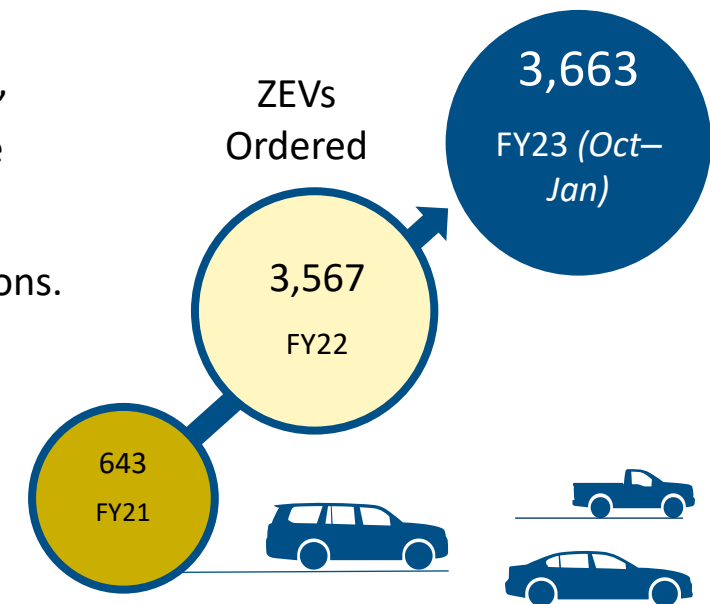 ,
e
ons.
ZEVs
Ordered
3,663
FY23 (Oct–
Jan)
3,567
FY22
643
FY21